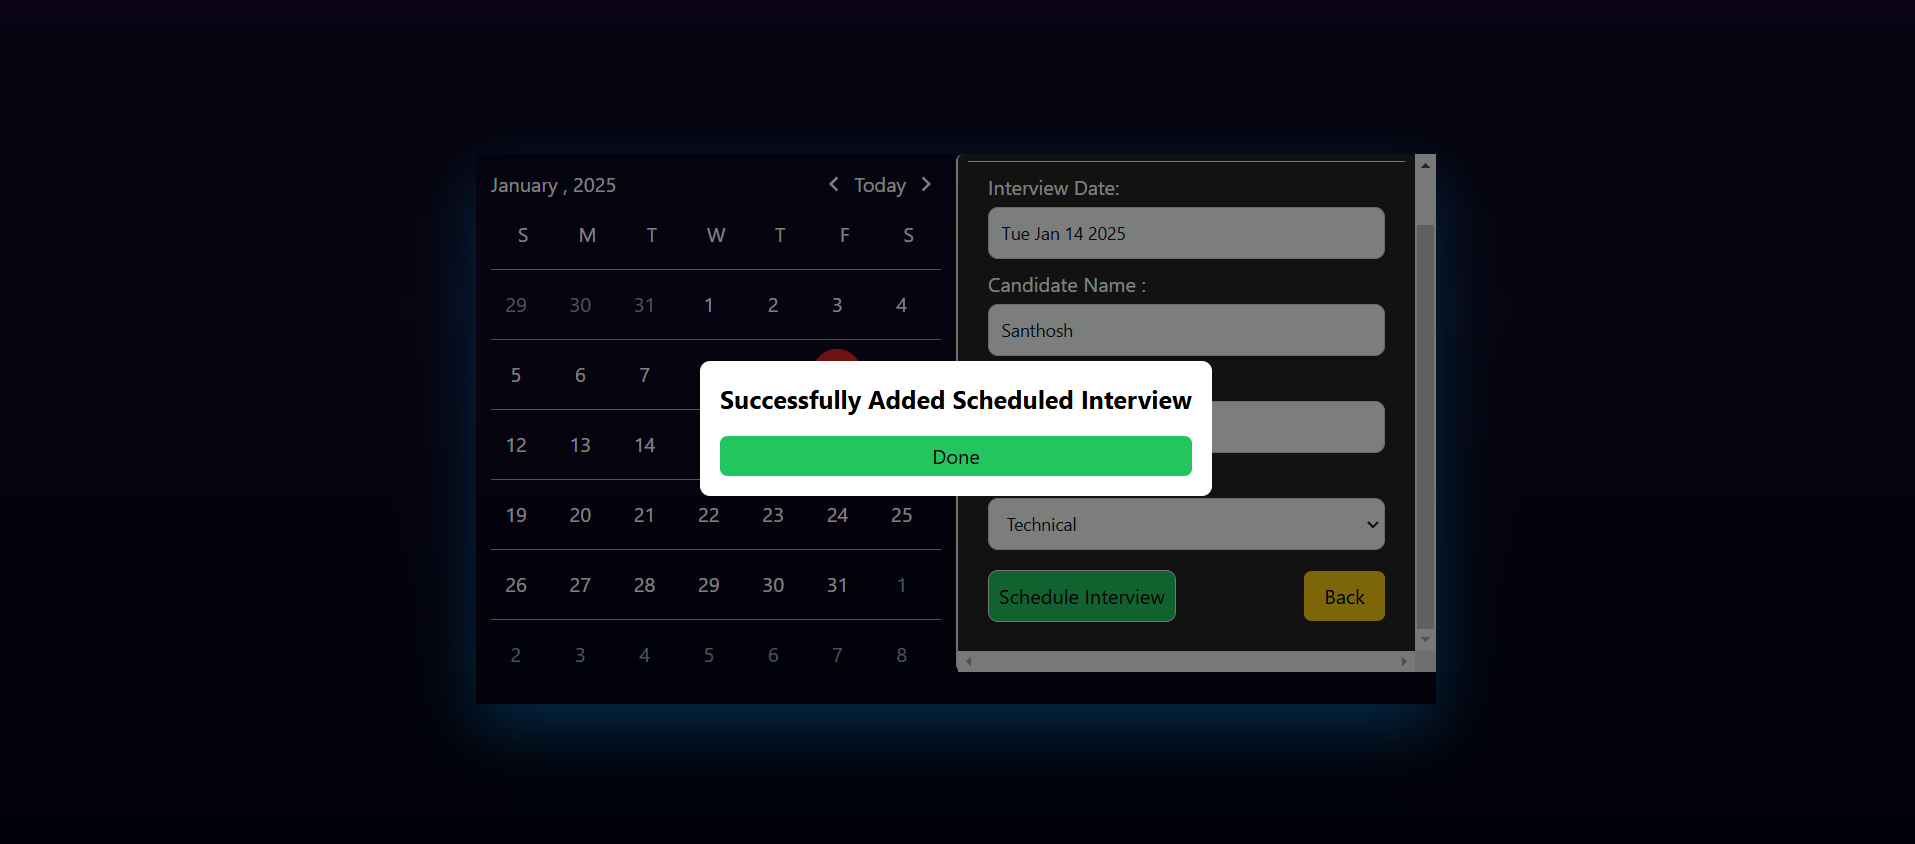 January , 2025
Today
S M T W T F S
29 30 31 1 2 3 4
5 6 7
12 13 14
19 20 21 22 23 24 25
26 27 28 29 30 31 1
2 3 4 5 6 7 8
Interview Date:
Tue Jan 14 2025
Candidate Name :
Santhosh
Successfully Added Scheduled Interview
Done
Technical
Schedule Interview
Back